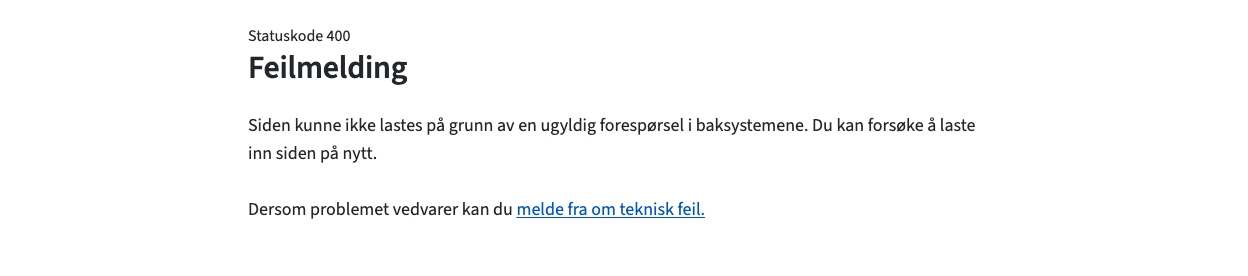 Statuskode 400
Feilmelding
Siden kunne ikke lastes på grunn av en ugyldig forespørsel i baksystemene. Du kan forsøke å laste
inn siden på nytt.
Dersom problemet vedvarer kan du melde fra om teknisk feil.